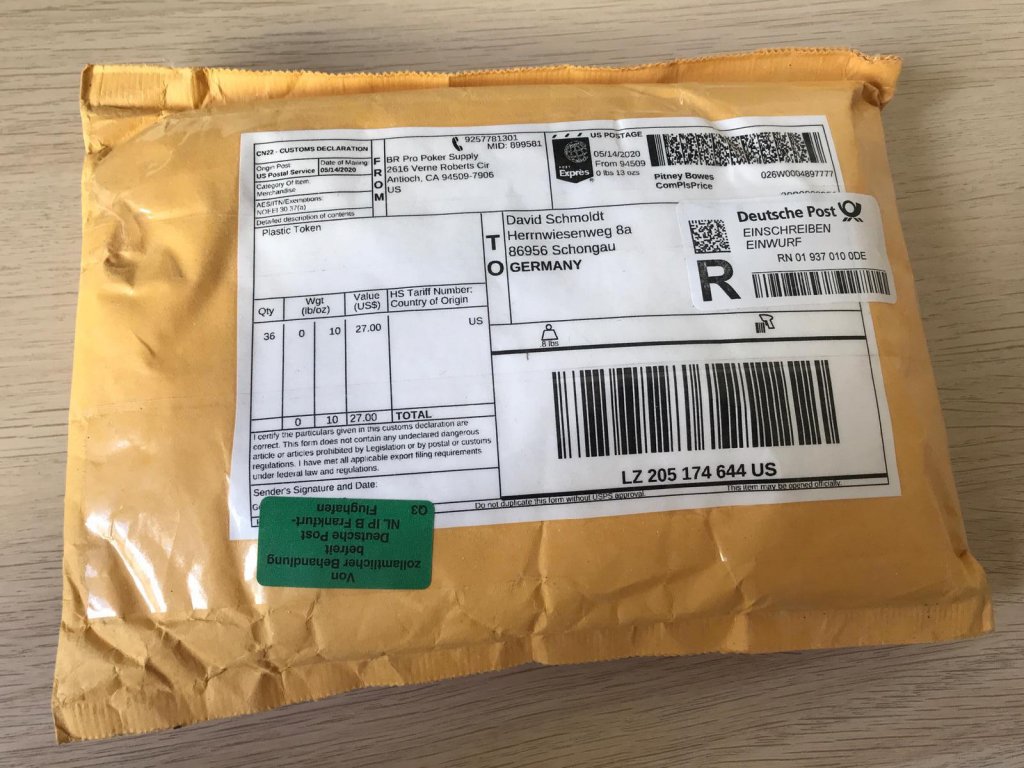 CN22 - CUSTOMS DECLARATION
Origin Post
US Postal Service
Date of Mailing
05/14/2020
Category Of Item
Merchandise
AES/ITN/Exemptions:
NOEEI 30.37(a)
Detailed description of contents
Plastic Token
Qty
Wgt
(lb/oz)
Value
(US$)
HS Tariff Number:
Country of Origin
36 0 10 27.00 US
0 10 27.00 TOTAL
I certify the particulars given in this customs declaration are
correct. This form does not contain any undeclared dangerous
article or articles prohibited by Legislation or by postal or customs
regulations. I have met all applicable export filing requirements
under federal law and regulations.
Sender's Signature and Date:
FROM
9257781301
MID: 899581
BR Pro Poker Supply
2616 Verne Roberts Cir
Antioch, CA 94509-7906
US
Expres
US POSTAGE
05/14/2020
From 94509
0 lbs 13 ozs
Pitney Bowes
ComPlsPrice
026W0004897777
TO
David Schmoldt
Herrnwiesenweg 8a
86956 Schongau
GERMANY
Deutsche Post
EINSCHREIBEN
EINWURF
RN 01 937 010 0DE
R
.8 lbs
LZ 205 174 644 US
Do not duplicate this form without USPS approval.
This item may be opened officially.
Von
zollamtlicher Behandlung
befreit
Deutsche Post
NL IP B Frankfurt-
Flughafen
Q3